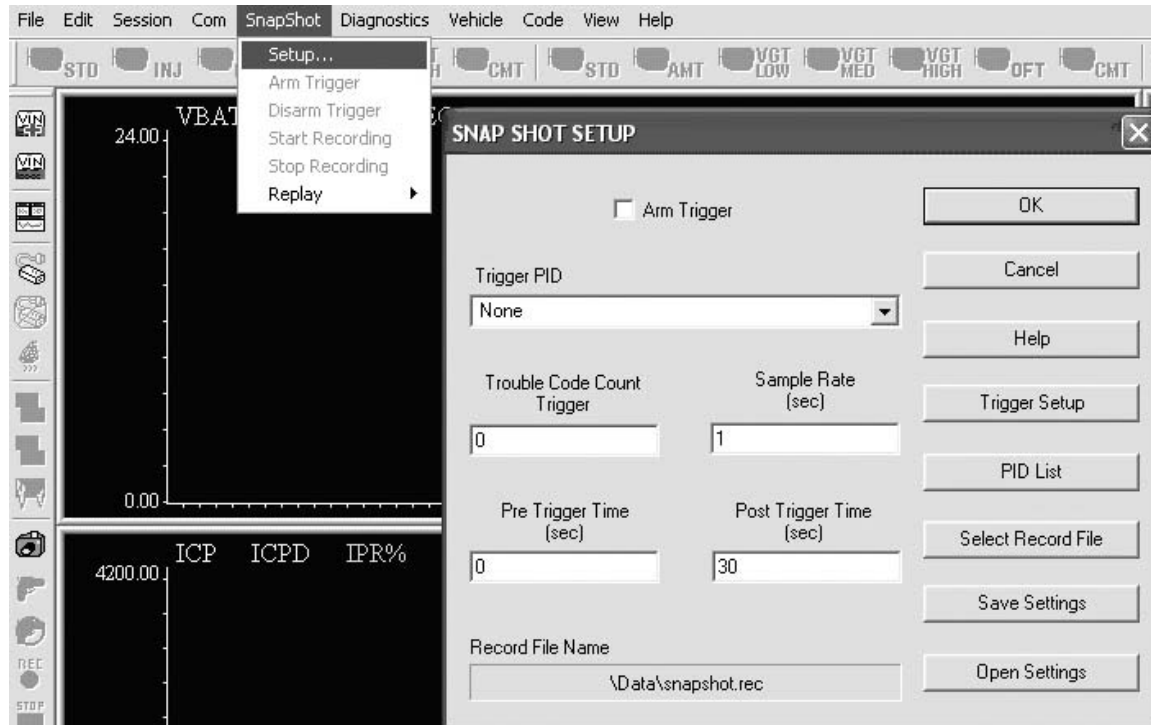 File Edit Session Com SnapShot Diagnostics Vehicle Code View Help
STD INJ CMT STD AMT VGT LOW VGT MED VGT HIGH OFT CMT
Setup...
Arm Trigger
Disarm Trigger
Start Recording
Stop Recording
Replay
VIN
VIN
24.00
0.00
ICP ICPD IPR%
4200.00
REC
STOP
SNAP SHOT SETUP
Arm Trigger
OK
Cancel
Trigger PID
None
Help
Trouble Code Count Trigger
Sample Rate (sec)
Trigger Setup
0
1
PID List
Pre Trigger Time (sec)
Post Trigger Time (sec)
Select Record File
0
30
Save Settings
Record File Name
\Data\snapshot.rec
Open Settings